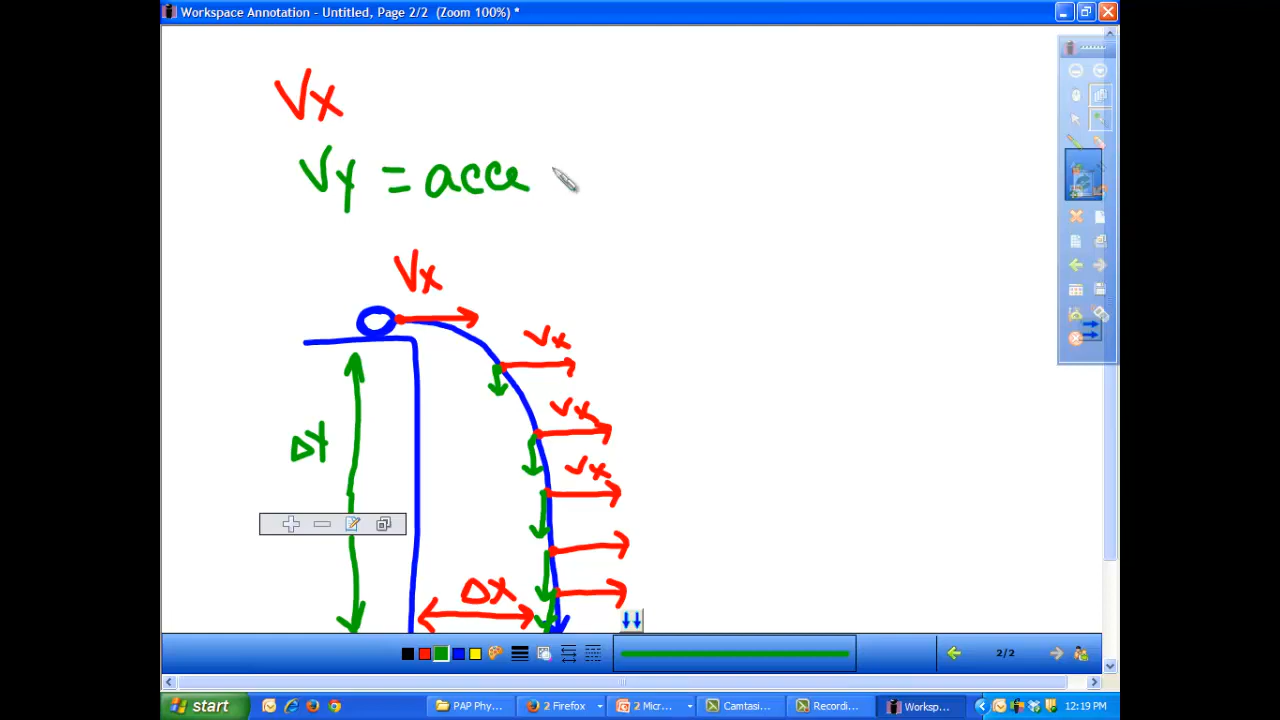 Workspace Annotation - Untitled, Page 2/2 (Zoom 100%) *
Vx
Vy = acce
Vx
Vx
Vx
Vx
ΔY
ΔX
2/2
start
PAP Phy...
2 Firefox
2 Micr...
Camtasi...
Recordi...
Worksp...
12:19 PM